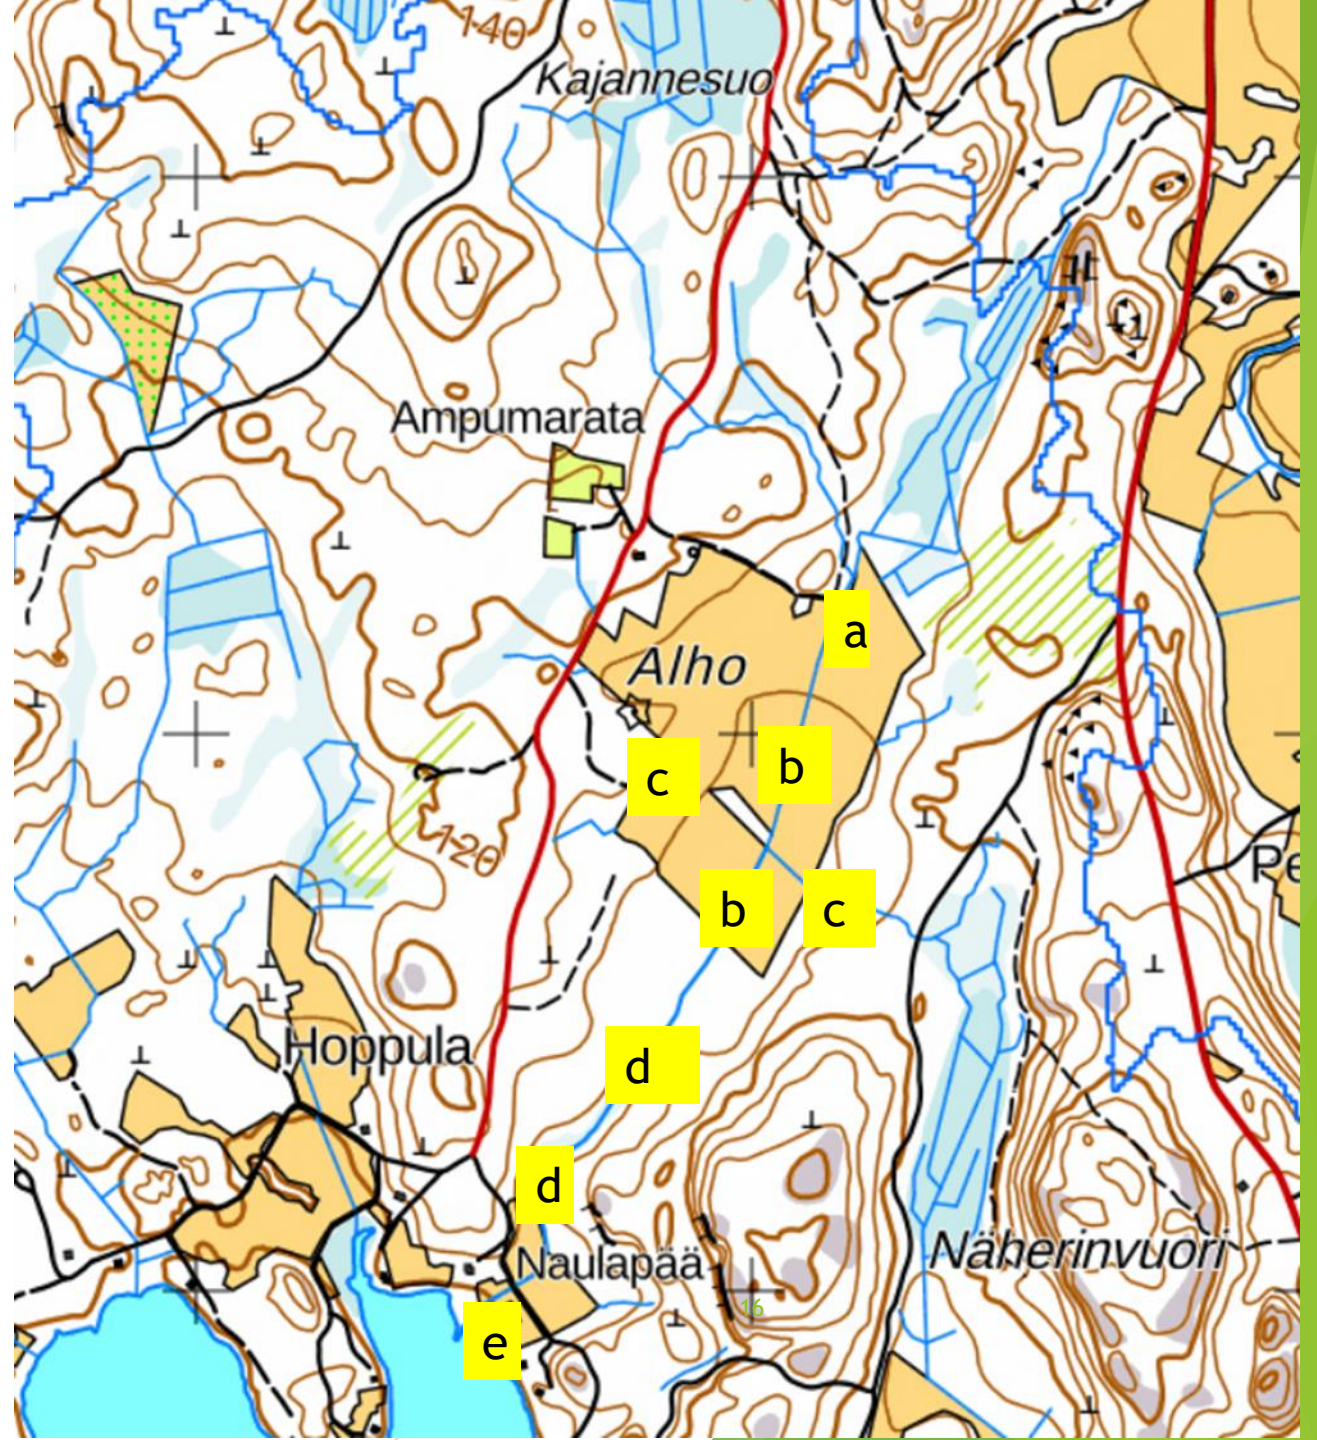 140
Kajannesuo
Ampumarata
a
Alho
c
b
120
Pe
b
c
Hoppula
d
d
Naulapää
Näherinvuori
16
e